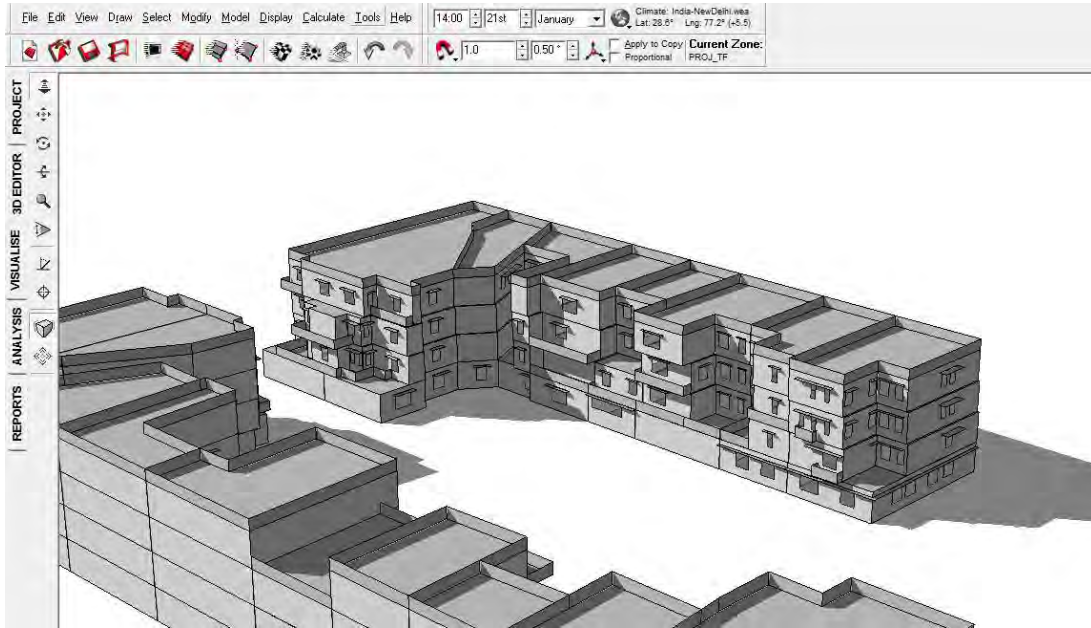 File Edit View Draw Select Modify Model Display Calculate Tools Help
14:00 21st January
Climate: India-NewDelhi.wea
Lat: 28.6° Lng: 77.2° (+5.5)
1.0 0.50 °
Apply to Copy
Proportional
Current Zone:
PROJ_TF
PROJECT
3D EDITOR
VISUALISE
ANALYSIS
REPORTS